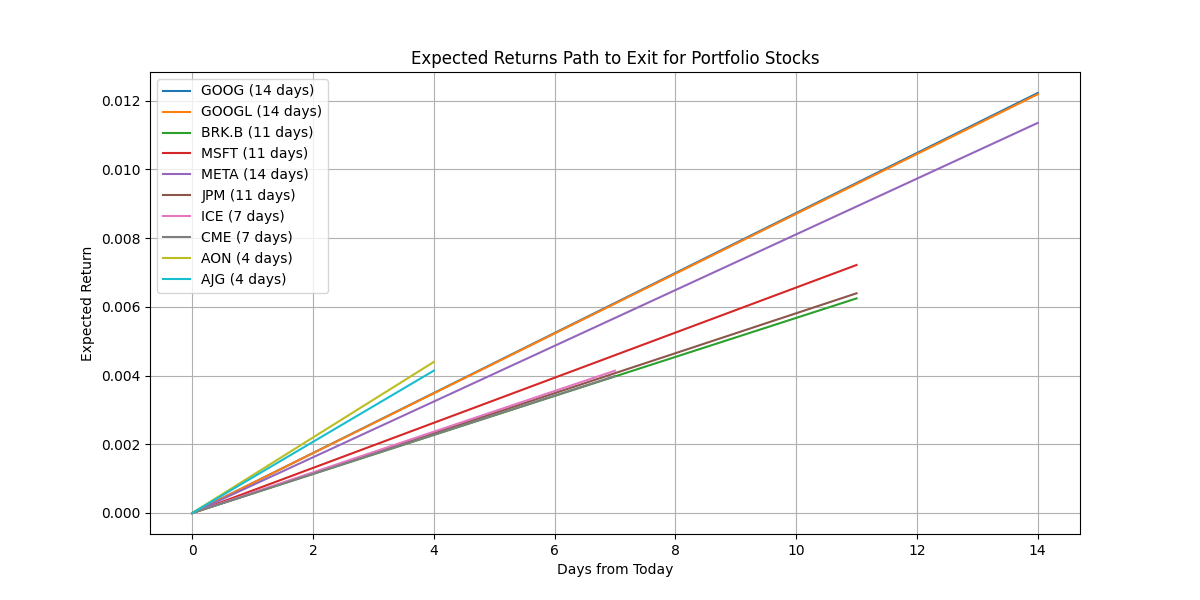 Expected Returns Path to Exit for Portfolio Stocks
GOOG (14 days)
GOOGL (14 days)
BRK.B (11 days)
MSFT (11 days)
META (14 days)
JPM (11 days)
ICE (7 days)
CME (7 days)
AON (4 days)
AJG (4 days)
Expected Return
0.012
0.010
0.008
0.006
0.004
0.002
0.000
0 2 4 6 8 10 12 14
Days from Today